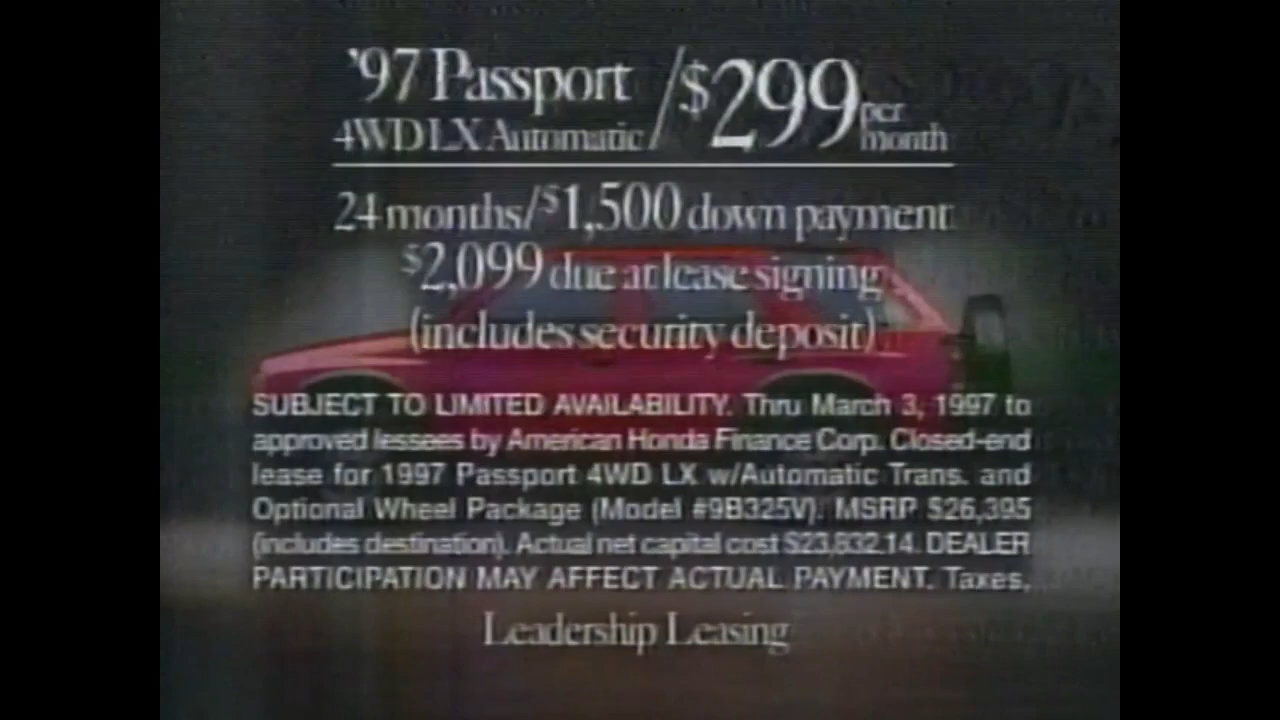 '97 Passport / $299 per month
4WD LX Automatic
24 months/$1,500 down payment
$2,099 due at lease signing
(includes security deposit)
SUBJECT TO LIMITED AVAILABILITY. Thru March 3, 1997 to
approved lessees by American Honda Finance Corp. Closed-end
lease for 1997 Passport 4WD LX w/Automatic Trans. and
Optional Wheel Package (Model #9B325V). MSRP $26,395
(includes destination). Actual net capital cost $23,832.14. DEALER
PARTICIPATION MAY AFFECT ACTUAL PAYMENT. Taxes,
Leadership Leasing